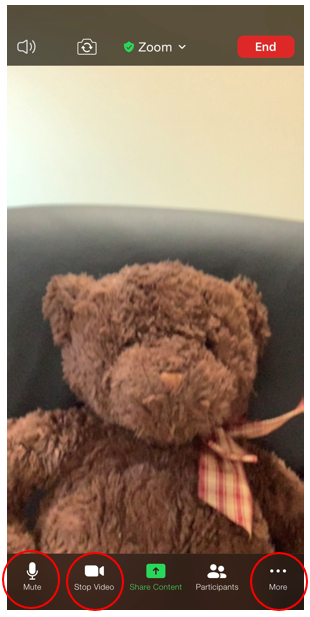 Zoom
End
Mute
Stop Video
Share Content
Participants
More